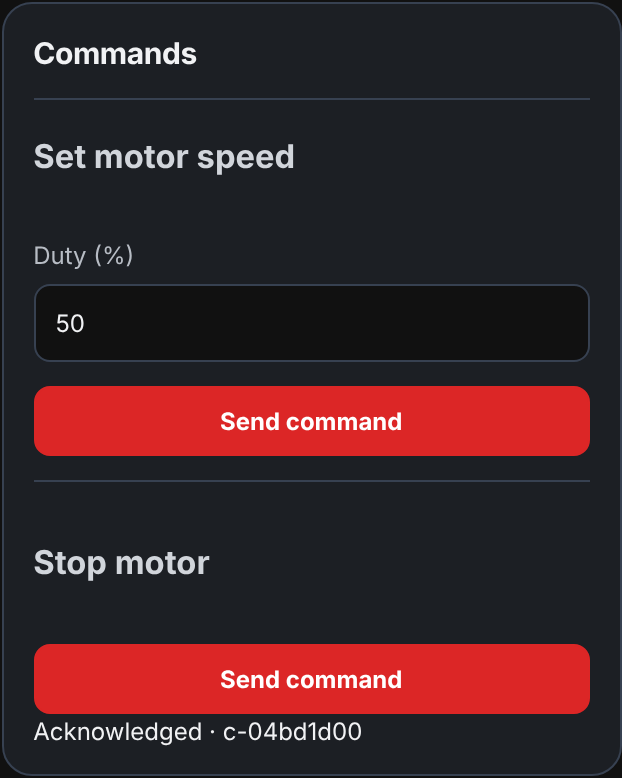 Commands
Set motor speed
Duty (%)
50
Send command
Stop motor
Send command
Acknowledged · c-04bd1d00